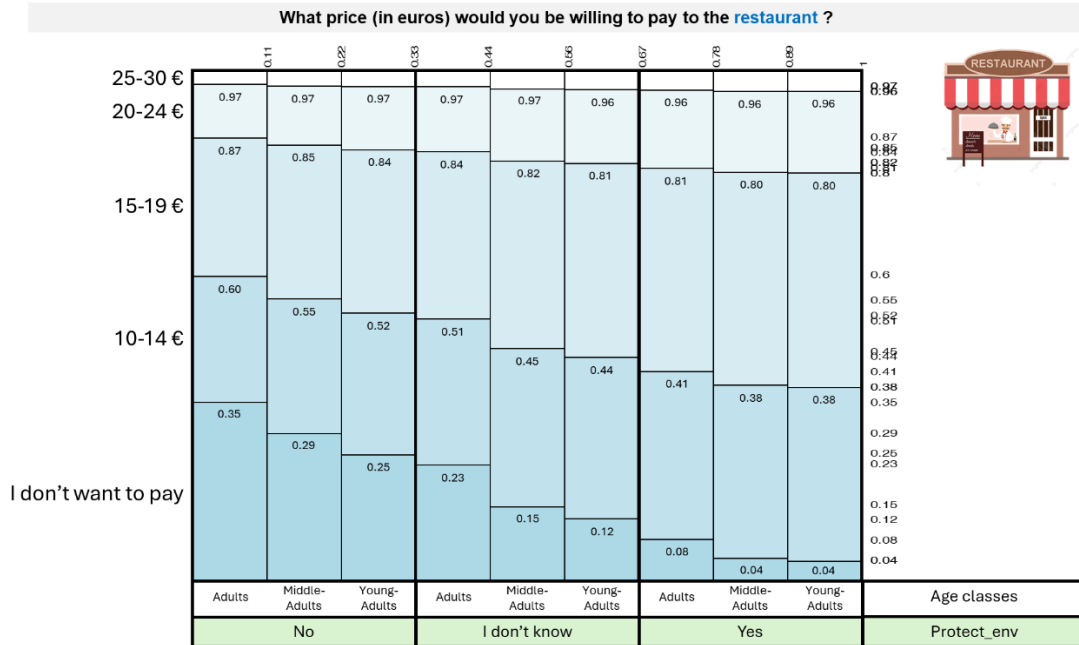 What price (in euros) would you be willing to pay to the restaurant ?
0.11 0.22 0.33 0.44 0.56 0.67 0.78 0.89 1
RESTAURANT
25-30 €
20-24 €
15-19 €
10-14 €
I don't want to pay
0.97 0.97 0.97 0.97 0.97 0.96 0.96 0.96 0.96
0.87 0.85 0.84 0.84 0.82 0.81 0.81 0.80 0.80
0.60 0.55 0.52 0.51 0.45 0.44 0.41 0.38 0.38
0.35 0.29 0.25 0.23 0.15 0.12 0.08 0.04 0.04
0.87
0.6
0.55
0.41
0.38
0.35
0.29
0.25
0.23
0.15
0.12
0.08
0.04
Adults Middle-Adults Young-Adults Adults Middle-Adults Young-Adults Adults Middle-Adults Young-Adults Age classes
No I don't know Yes Protect_env